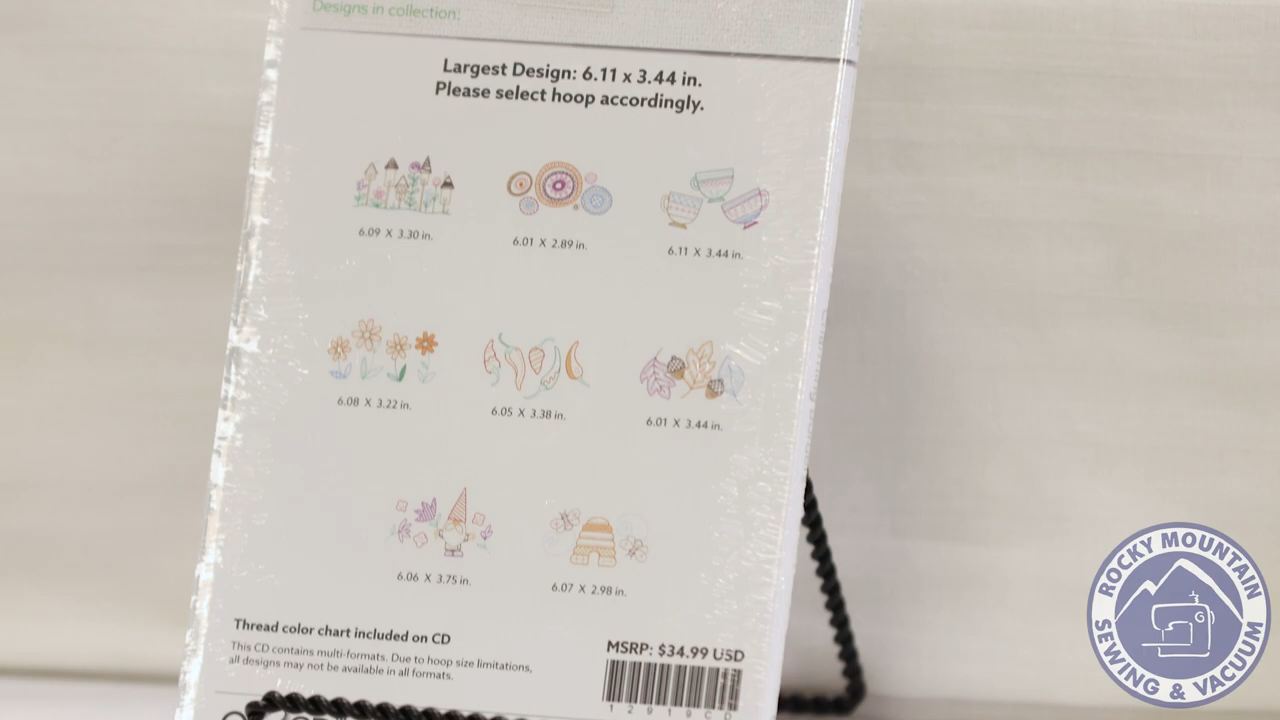 Designs in collection:
Largest Design: 6.11 x 3.44 in.
Please select hoop accordingly.
6.09 X 3.30 in.
6.01 X 2.89 in.
6.11 X 3.44 in.
6.08 X 3.22 in.
6.05 X 3.38 in.
6.01 X 3.44 in.
6.06 X 3.75 in.
6.07 X 2.98 in.
Thread color chart included on CD
This CD contains multi-formats. Due to hoop size limitations,
all designs may not be available in all formats.
MSRP: $34.99 USD
12919CD
ROCKY MOUNTAIN
SEWING & VACUUM
G